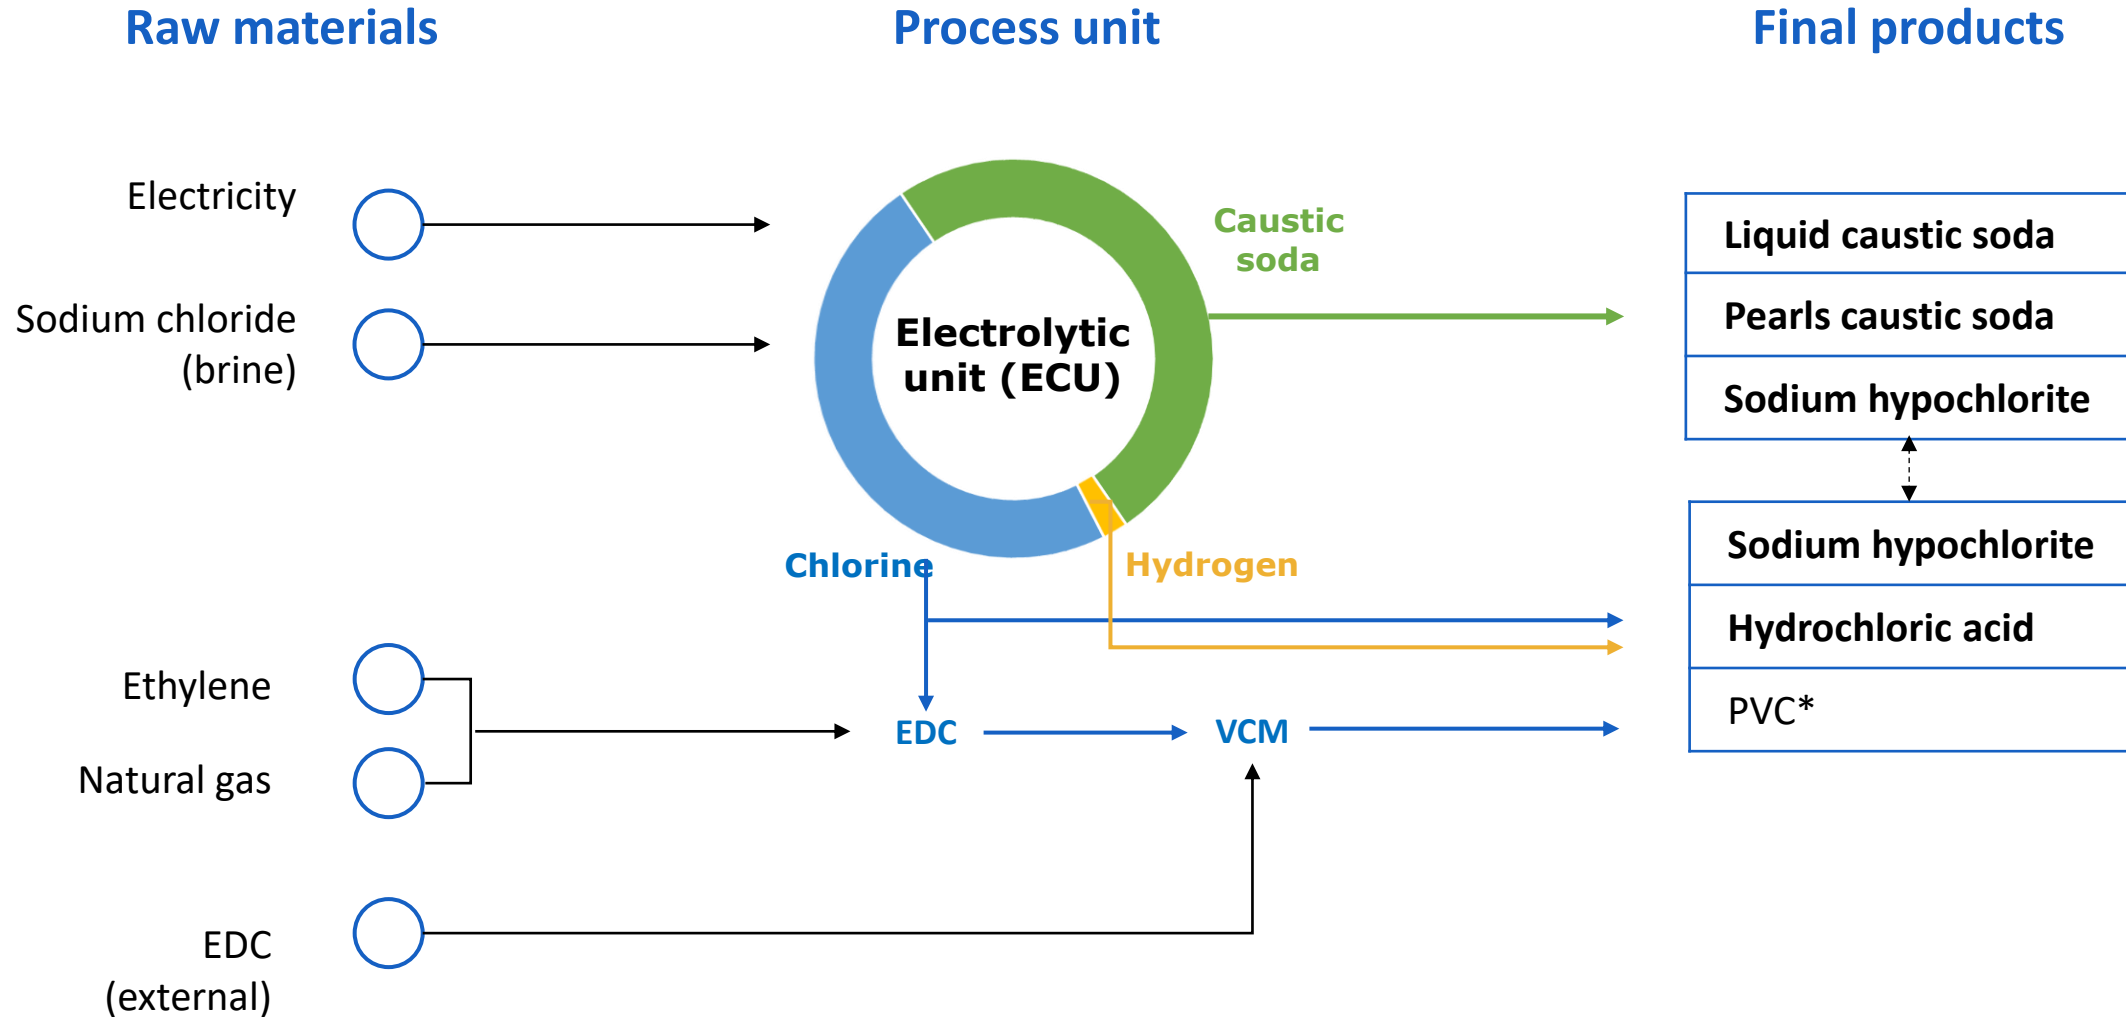 Raw materials
Process unit
Final products
Electricity
Sodium chloride
(brine)
Ethylene
Natural gas
EDC
(external)
Electrolytic
unit (ECU)
Caustic
soda
Chlorine
Hydrogen
EDC
VCM
Liquid caustic soda
Pearls caustic soda
Sodium hypochlorite
Sodium hypochlorite
Hydrochloric acid
PVC*